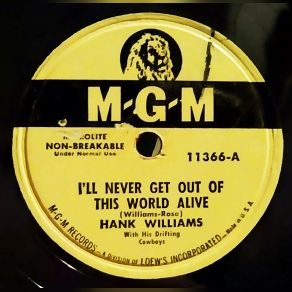 M-G-M
NON-BREAKABLE
Under Normal Use
11366-A
I'LL NEVER GET OUT OF
THIS WORLD ALIVE
(Williams-Rose)
HANK WILLIAMS
With His Drifting
Cowboys
M-G-M RECORDS—A DIVISION OF LOEW'S INCORPORATED—Made in U.S.A.